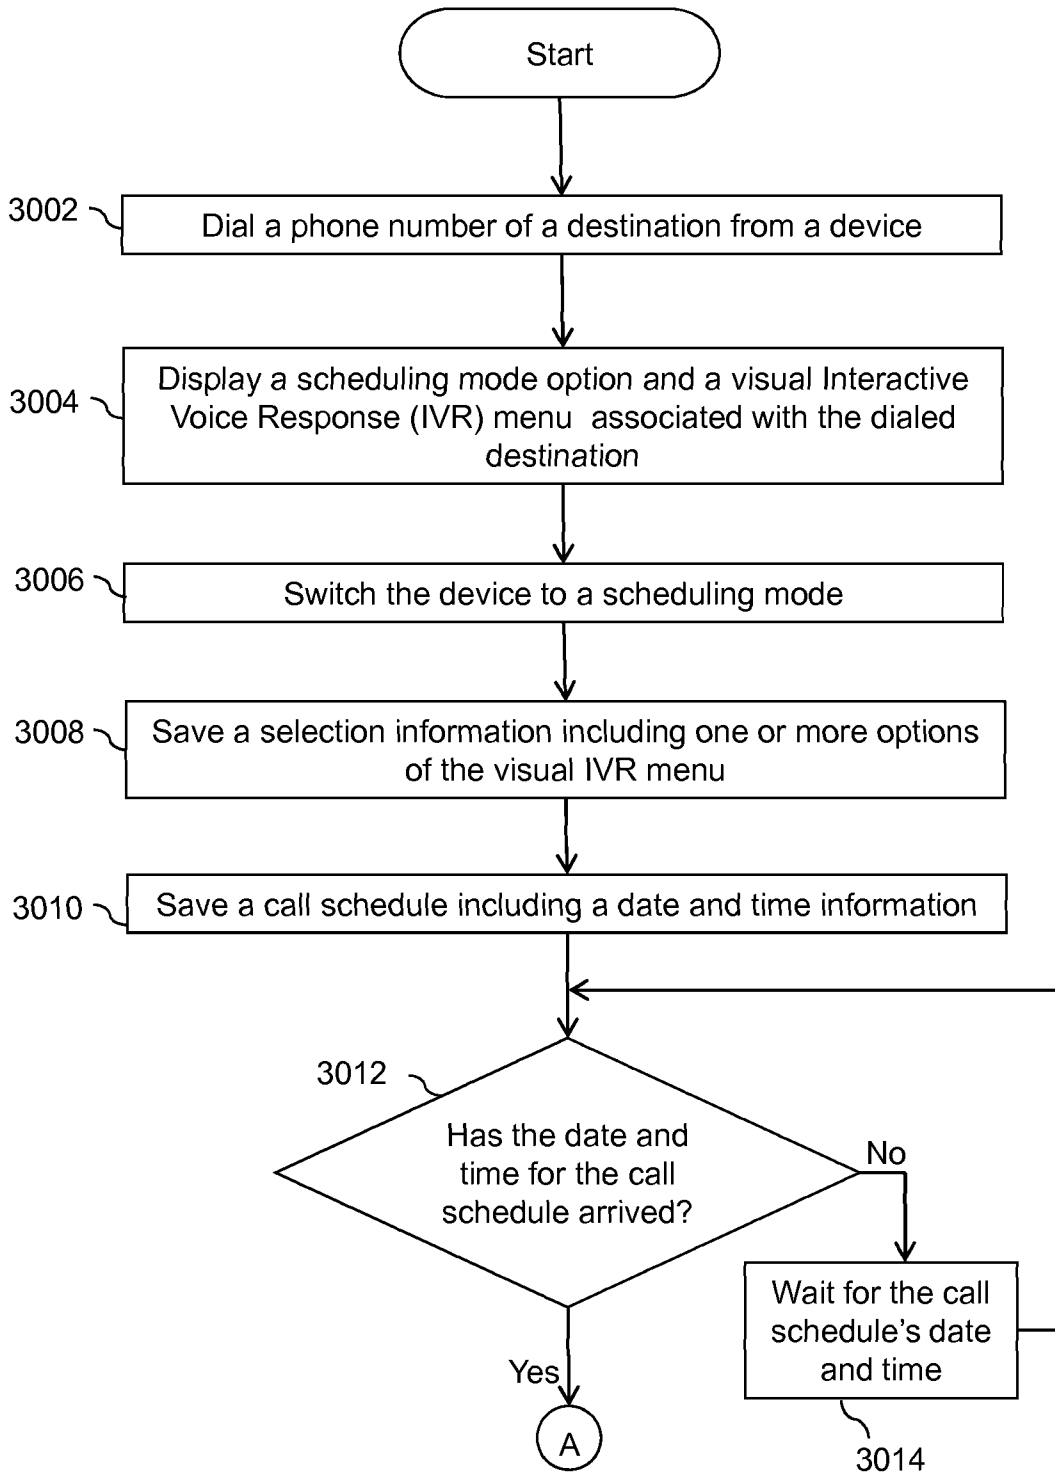 Start
3002
Dial a phone number of a destination from a device
3004
Display a scheduling mode option and a visual Interactive
Voice Response (IVR) menu associated with the dialed
destination
3006
Switch the device to a scheduling mode
3008
Save a selection information including one or more options
of the visual IVR menu
3010
Save a call schedule including a date and time information
3012
Has the date and
time for the call
schedule arrived?
No
Wait for the call
schedule's date
and time
Yes
A
3014